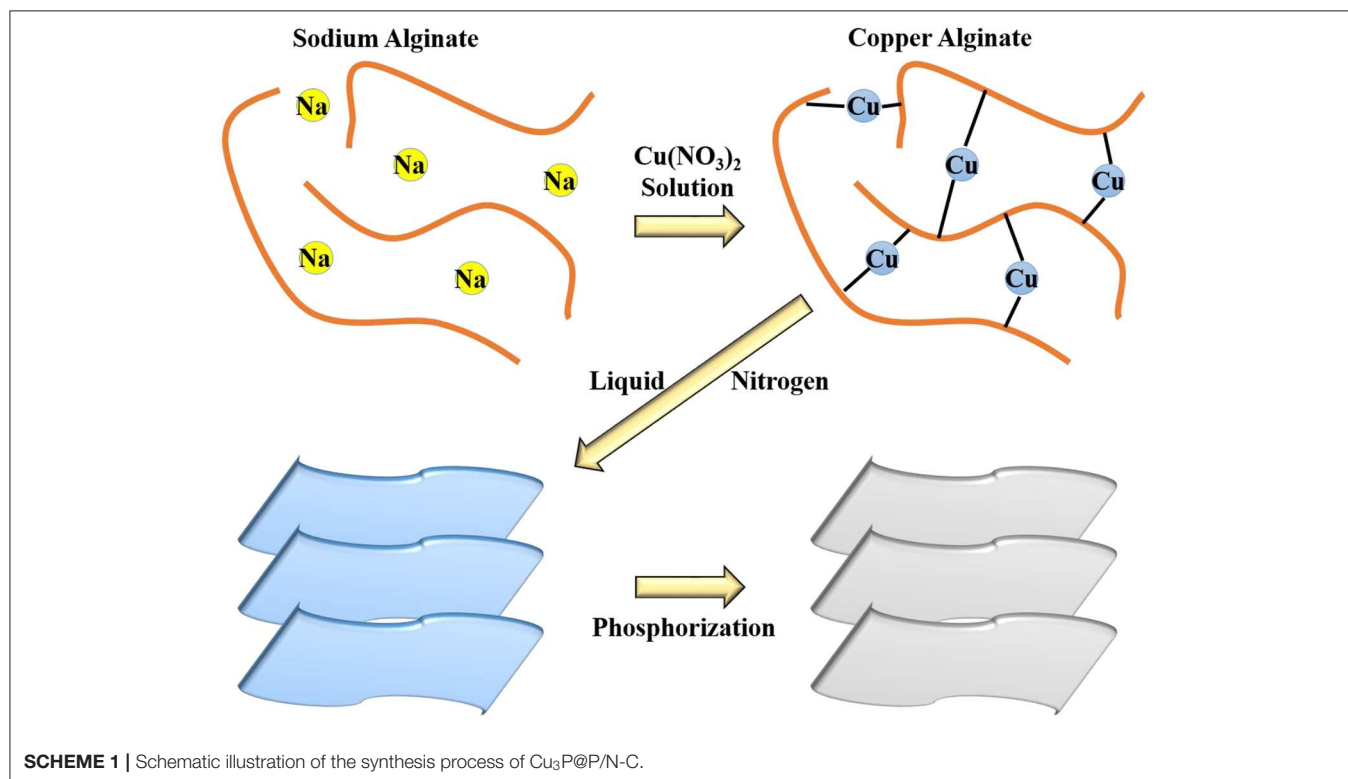 Sodium Alginate
Copper Alginate
Na
Na
Na
Na
Na
Cu(NO₃)₂
Solution
Cu
Cu
Cu
Cu
Cu
Liquid Nitrogen
Phosphorization
SCHEME 1 | Schematic illustration of the synthesis process of Cu₃P@P/N-C.